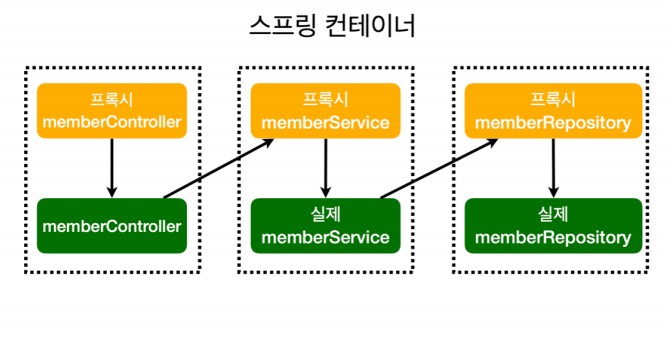 스프링 컨테이너
프록시
memberController
프록시
memberService
프록시
memberRepository
memberController
실제
memberService
실제
memberRepository